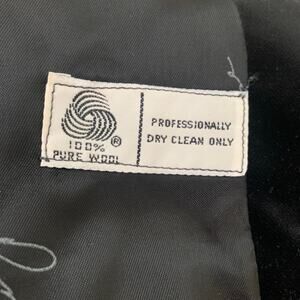 100% ®
PURE WOOL
PROFESSIONALLY
DRY CLEAN ONLY